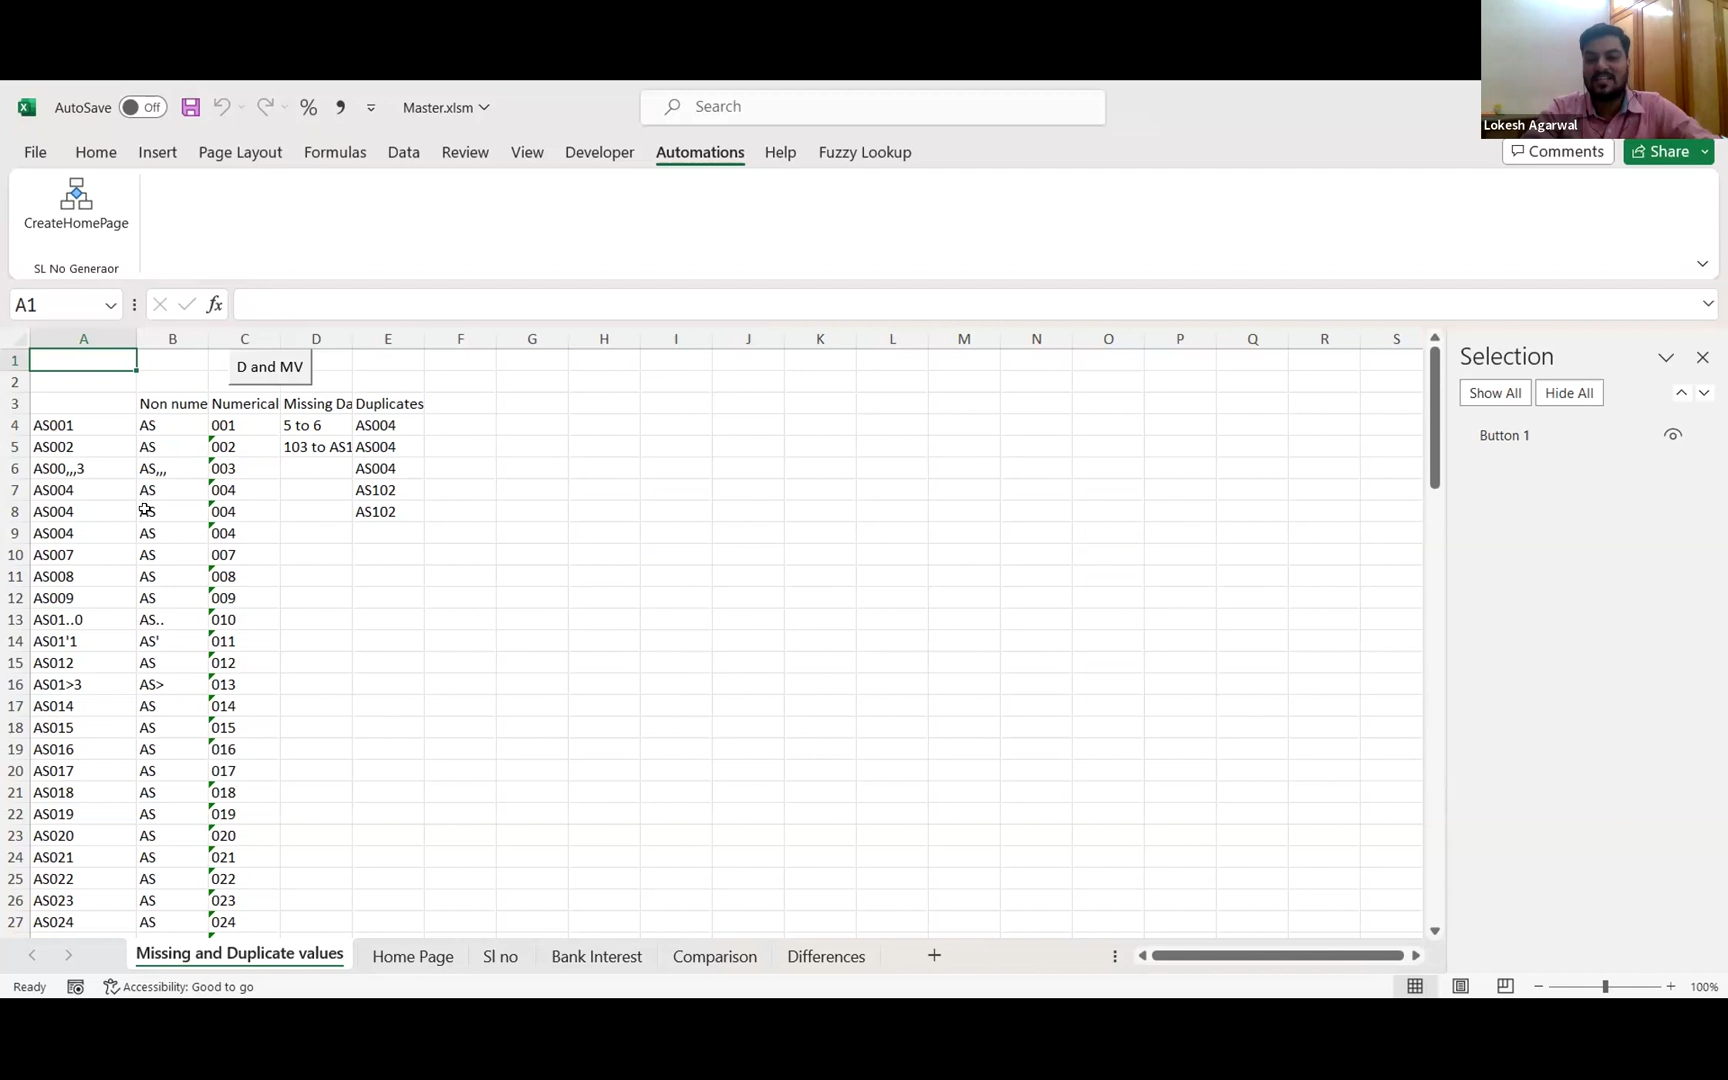 Lokesh Agarwal
AutoSave Off Master.xlsm Search
File Home Insert Page Layout Formulas Data Review View Developer Automations Help Fuzzy Lookup Comments Share
CreateHomePage
SL No Generaor
A1 fx
A B C D E F G H I J K L M N O P Q R S
1 D and MV
2
3 Non nume Numerical Missing Da Duplicates
4 AS001 AS 001 5 to 6 AS004
5 AS002 AS 002 103 to AS1 AS004
6 AS00,,,3 AS,,, 003 AS004
7 AS004 AS 004 AS102
8 AS004 AS 004 AS102
9 AS004 AS 004
10 AS007 AS 007
11 AS008 AS 008
12 AS009 AS 009
13 AS01..0 AS.. 010
14 AS01'1 AS' 011
15 AS012 AS 012
16 AS01>3 AS> 013
17 AS014 AS 014
18 AS015 AS 015
19 AS016 AS 016
20 AS017 AS 017
21 AS018 AS 018
22 AS019 AS 019
23 AS020 AS 020
24 AS021 AS 021
25 AS022 AS 022
26 AS023 AS 023
27 AS024 AS 024
Selection
Show All Hide All
Button 1
Missing and Duplicate values Home Page Sl no Bank Interest Comparison Differences
Ready Accessibility: Good to go 100%